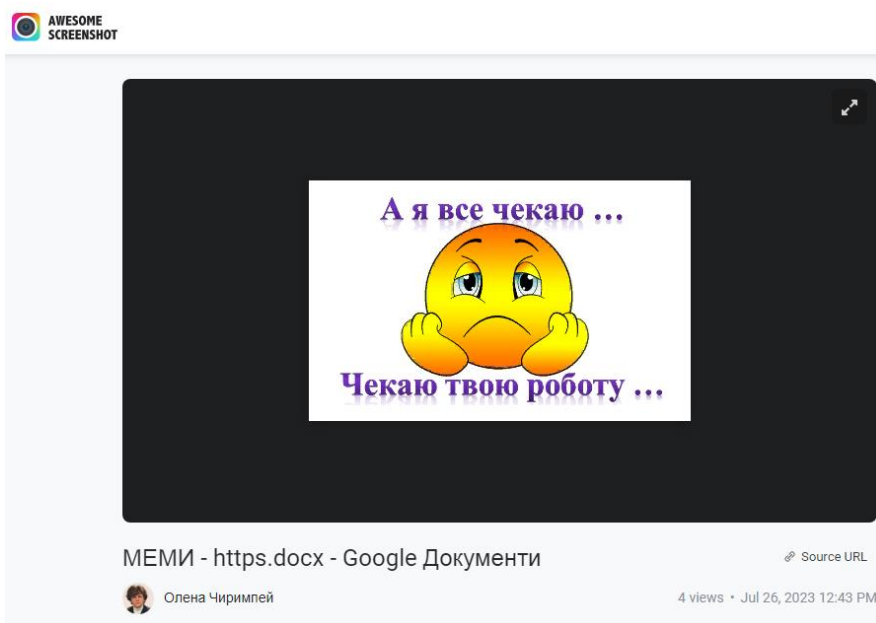 AWESOME
SCREENSHOT
А я все чекаю ...
Чекаю твою роботу ...
МЕМИ - https.docx - Google Документи
Source URL
Олена Чиримпей
4 views • Jul 26, 2023 12:43 PM